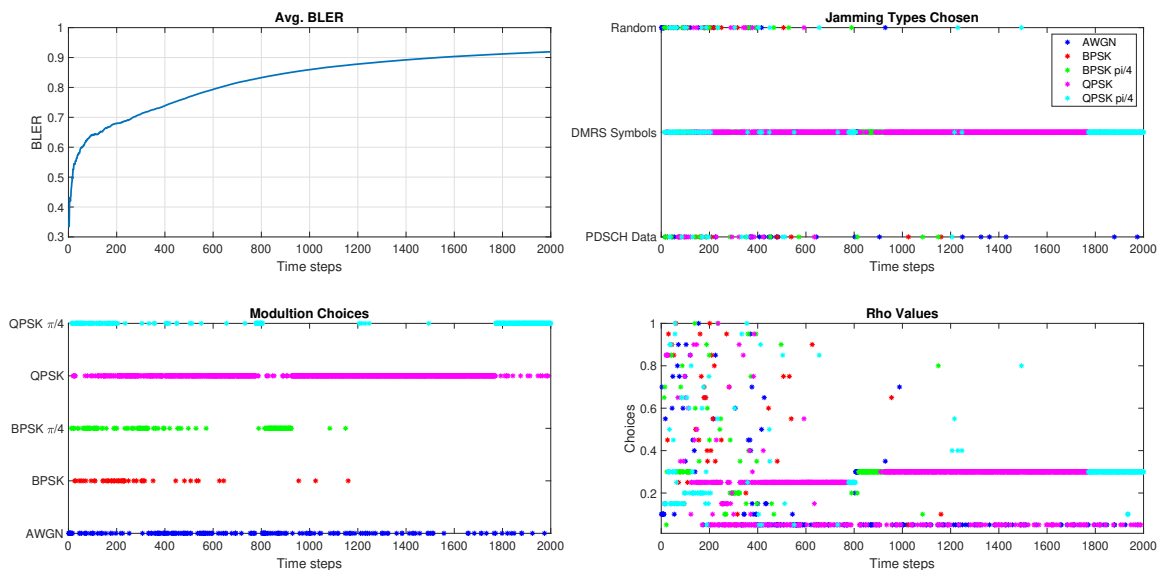 Avg. BLER
1
0.9
0.8
0.7
0.6
0.5
0.4
0.3
BLER
0 200 400 600 800 1000 1200 1400 1600 1800 2000
Time steps
Jamming Types Chosen
Random
DMRS Symbols
PDSCH Data
AWGN
BPSK
BPSK pi/4
QPSK
QPSK pi/4
0 200 400 600 800 1000 1200 1400 1600 1800 2000
Time steps
Modultion Choices
QPSK π/4
QPSK
BPSK π/4
BPSK
AWGN
0 200 400 600 800 1000 1200 1400 1600 1800 2000
Time steps
Rho Values
1
0.8
0.6
0.4
0.2
Choices
0 200 400 600 800 1000 1200 1400 1600 1800 2000
Time steps